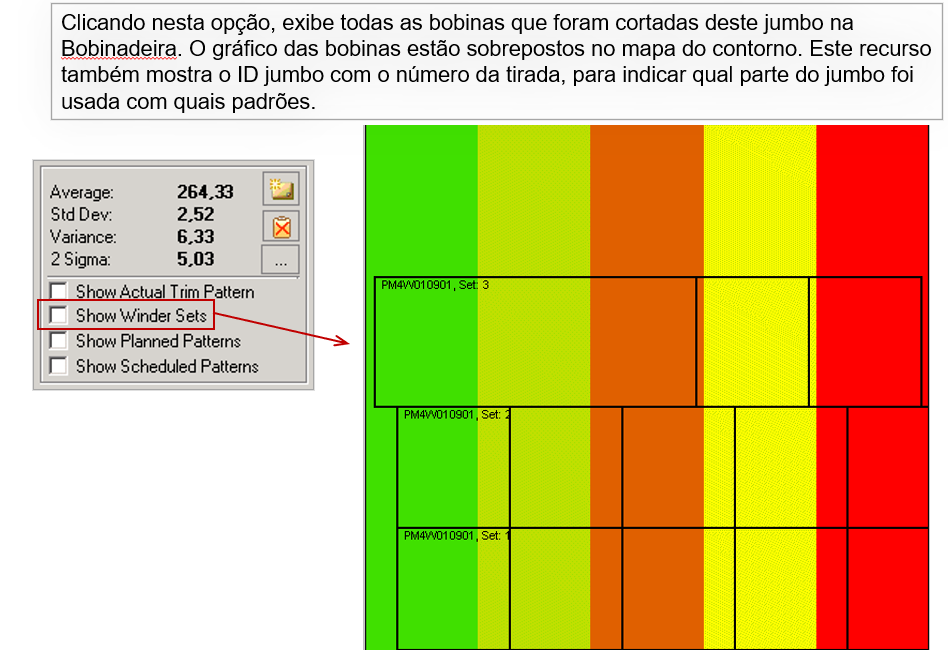 Clicando nesta opção, exibe todas as bobinas que foram cortadas deste jumbo na
Bobinadeira. O gráfico das bobinas estão sobrepostos no mapa do contorno. Este recurso
também mostra o ID jumbo com o número da tirada, para indicar qual parte do jumbo foi
usada com quais padrões.
Average: 264,33
Std Dev: 2,52
Variance: 6,33
2 Sigma: 5,03
...
Show Actual Trim Pattern
Show Winder Sets
Show Planned Patterns
Show Scheduled Patterns
PM4W010901, Set: 3
PM4W010901, Set: 2
PM4W010901, Set: 1